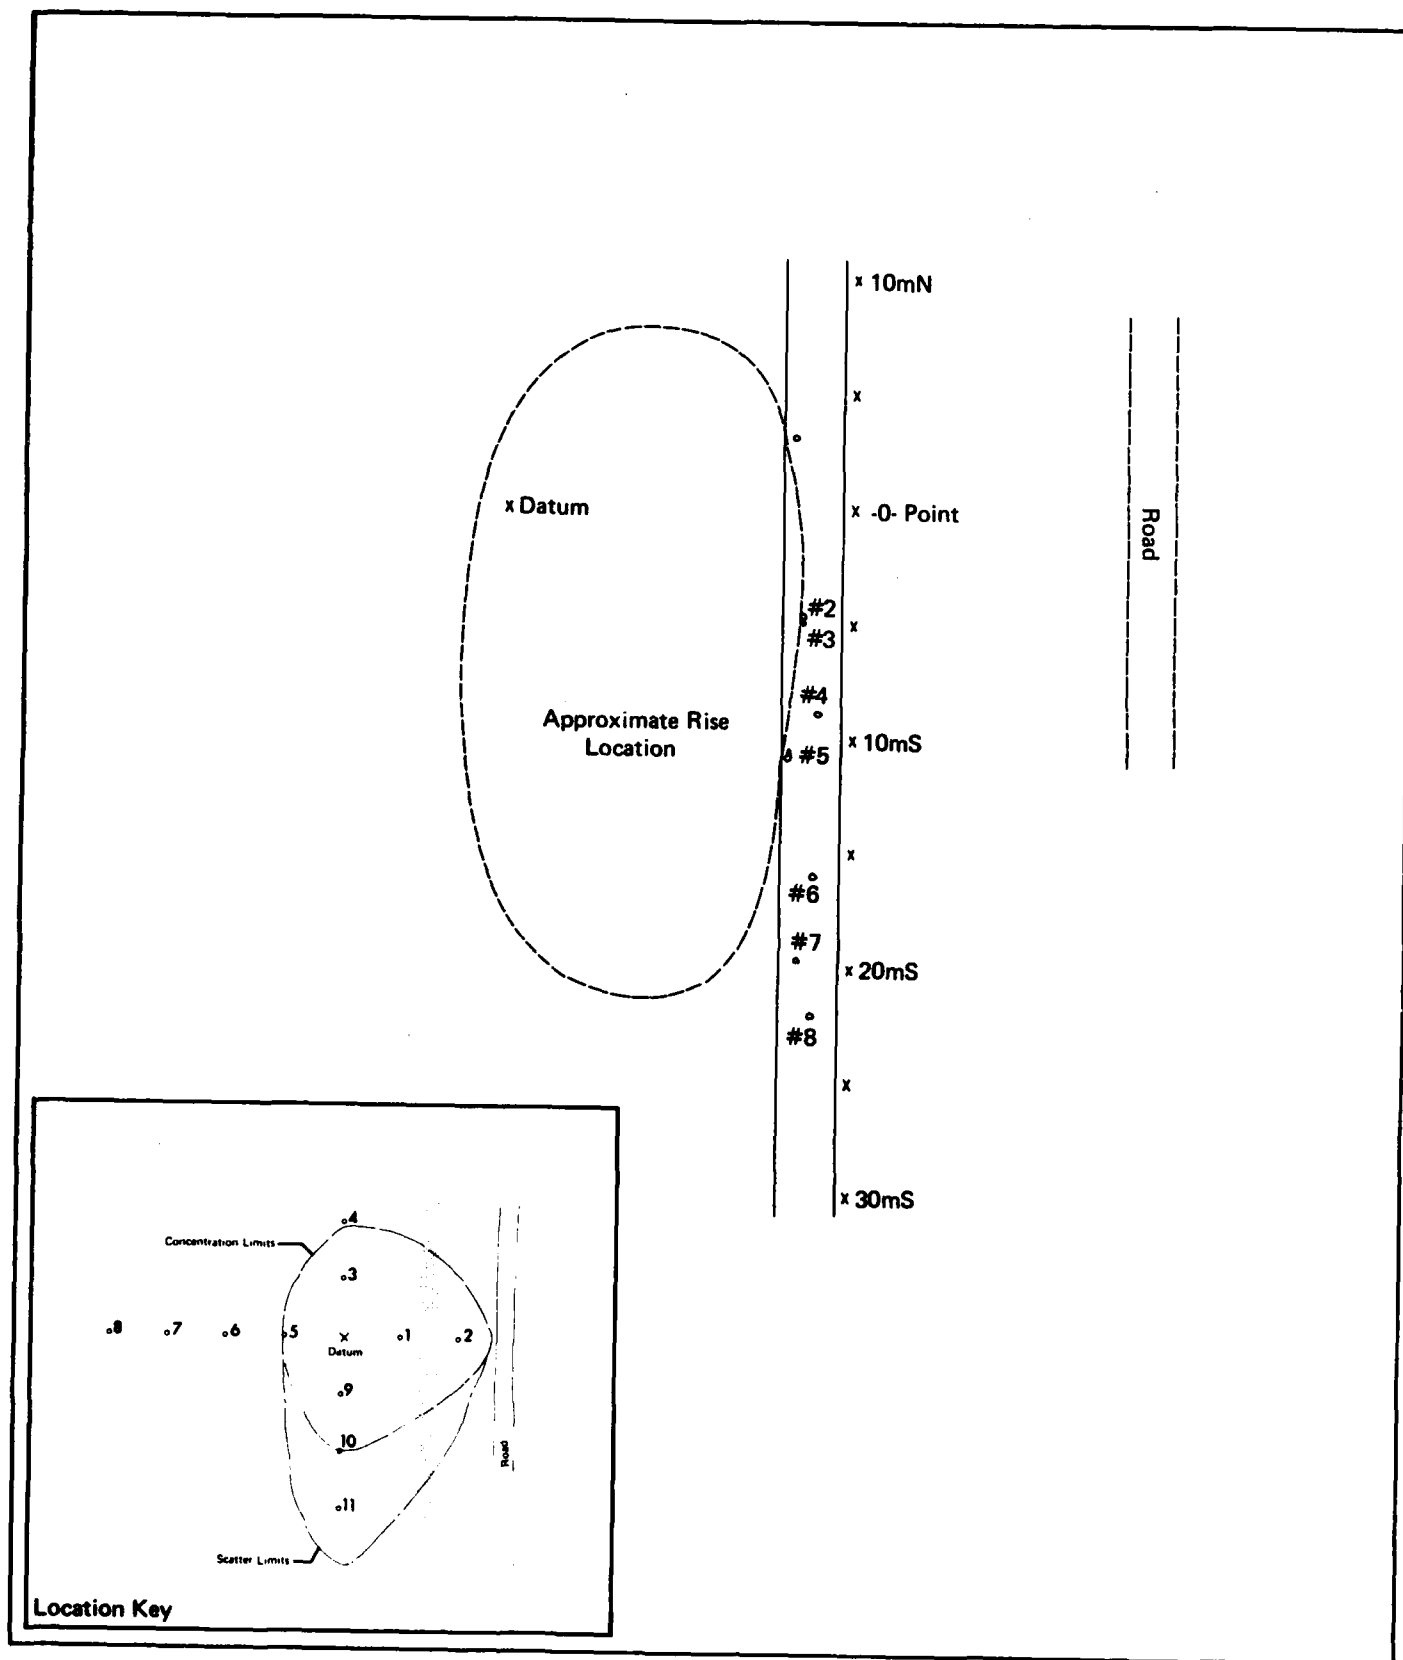 x 10mN
x
x Datum
x -0- Point
Road
#2
x
#3
#4
Approximate Rise
Location
x 10mS
#5
x
#6
#7
x 20mS
#8
x
x 30mS
4
Concentration Limits
3
8
7
6
5
x
1
2
Datum
9
10
Road
11
Scatter Limits
Location Key